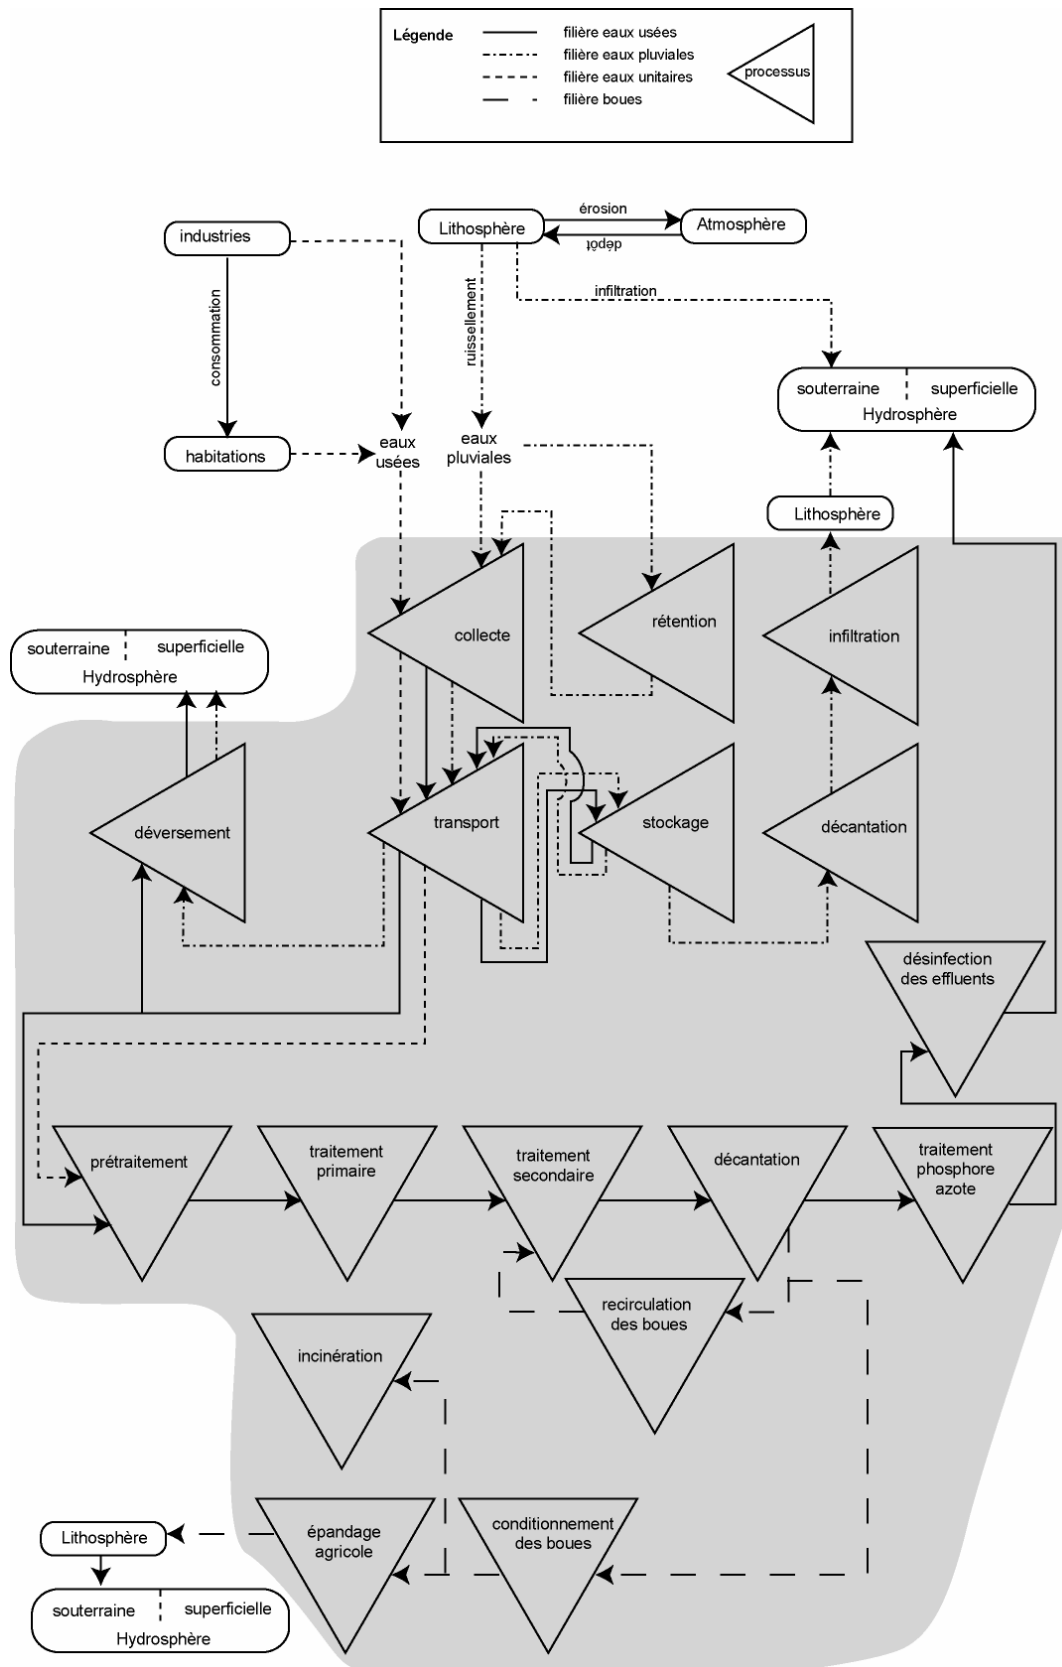 Légende
filière eaux usées
filière eaux pluviales
filière eaux unitaires
filière boues
processus
industries
Lithosphère
érosion
dépôt
Atmosphère
consommation
ruissellement
infiltration
souterraine
superficielle
Hydrosphère
habitations
eaux
usées
eaux
pluviales
Lithosphère
collecte
rétention
infiltration
souterraine
superficielle
Hydrosphère
déversement
transport
stockage
décantation
désinfection
des effluents
prétraitement
traitement
primaire
traitement
secondaire
décantation
traitement
phosphore
azote
recirculation
des boues
incinération
épandage
agricole
conditionnement
des boues
Lithosphère
souterraine
superficielle
Hydrosphère